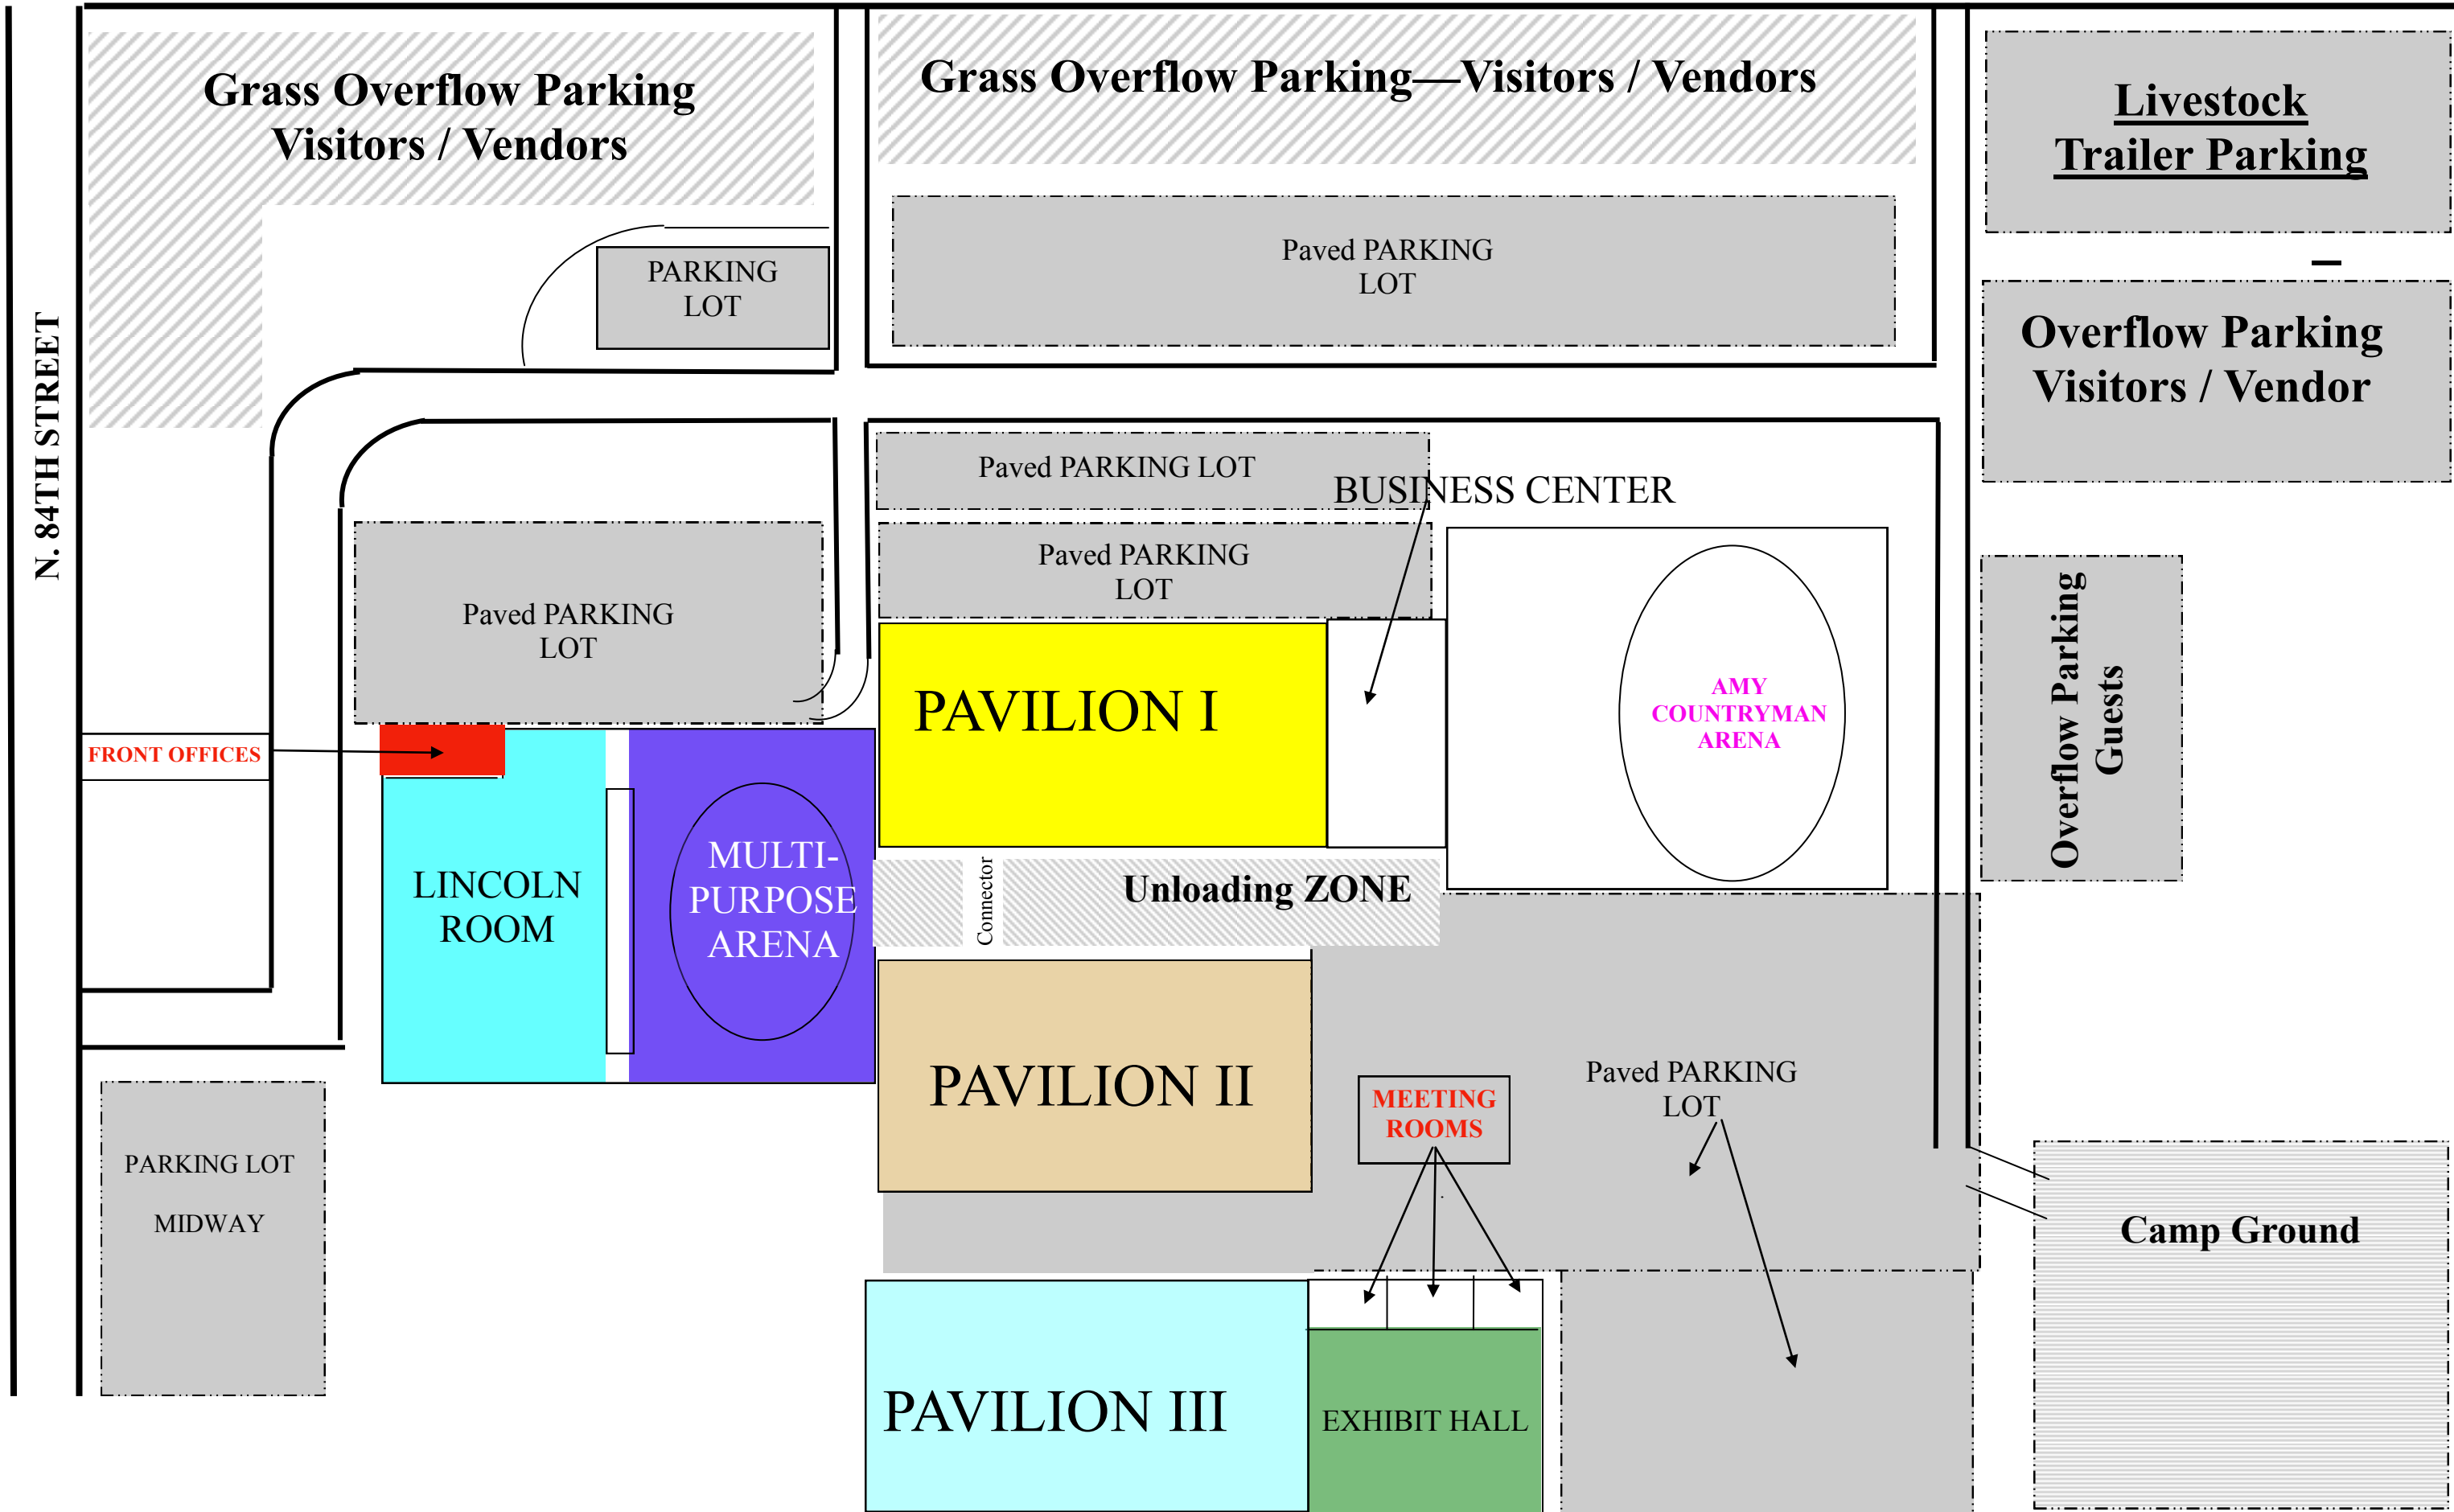 Grass Overflow Parking
Visitors / Vendors
Grass Overflow Parking—Visitors / Vendors
Livestock
Trailer Parking
PARKING
LOT
Paved PARKING
LOT
Overflow Parking
Visitors / Vendor
N. 84TH STREET
Paved PARKING LOT
BUSINESS CENTER
Paved PARKING
LOT
Paved PARKING
LOT
Overflow Parking
Guests
FRONT OFFICES
PAVILION I
AMY
COUNTRYMAN
ARENA
LINCOLN
ROOM
MULTI-
PURPOSE
ARENA
Connector
Unloading ZONE
PAVILION II
MEETING
ROOMS
Paved PARKING
LOT
PARKING LOT
MIDWAY
Camp Ground
PAVILION III
EXHIBIT HALL